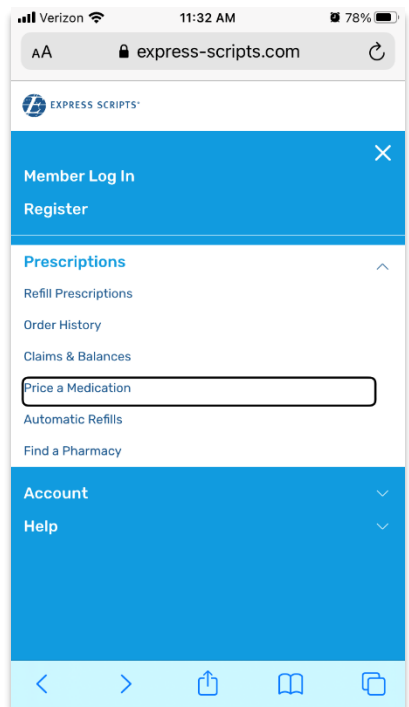 Verizon 11:32 AM 78%
AA express-scripts.com
EXPRESS SCRIPTS®
Member Log In
Register
Prescriptions
Refill Prescriptions
Order History
Claims & Balances
Price a Medication
Automatic Refills
Find a Pharmacy
Account
Help